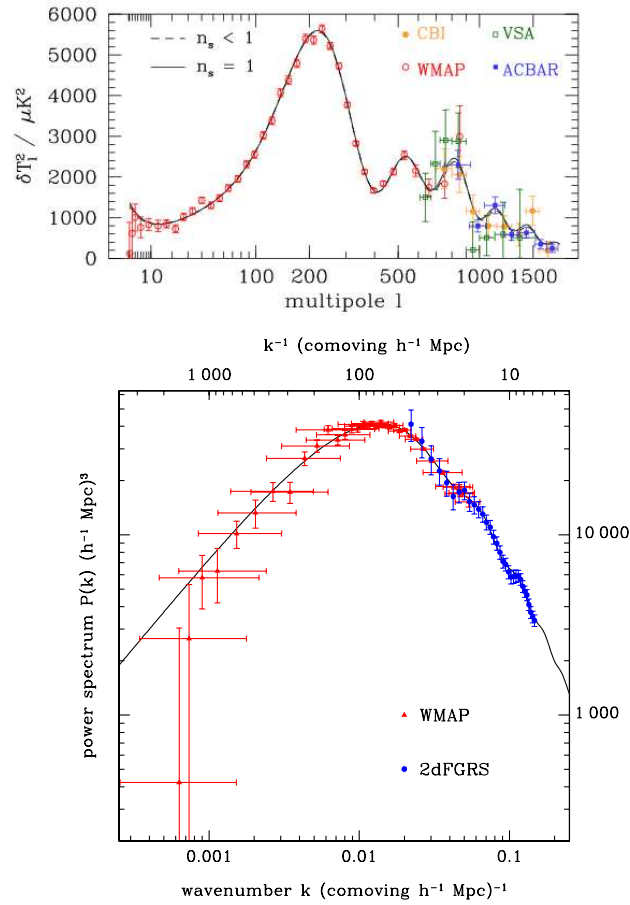 6000
5000
4000
3000
2000
1000
0
δT_l² / μK²
n_s < 1
n_s = 1
CBI
VSA
WMAP
ACBAR
10
100
200
500
1000
1500
multipole l
k⁻¹ (comoving h⁻¹ Mpc)
1 000
100
10
power spectrum P(k) (h⁻¹ Mpc)³
10 000
1 000
WMAP
2dFGRS
0.001
0.01
0.1
wavenumber k (comoving h⁻¹ Mpc)⁻¹